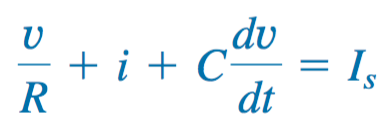 v/R + i + C dv/dt = I_s